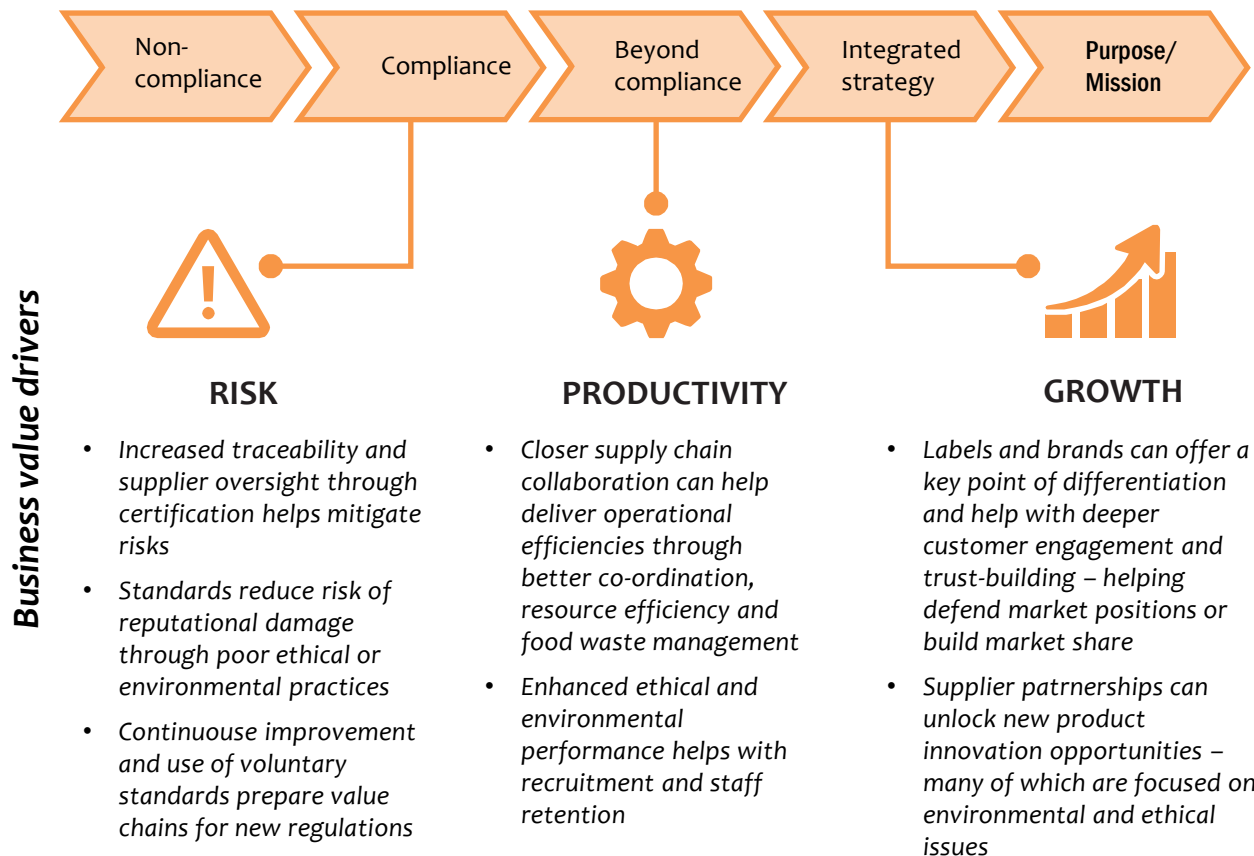 Non-
compliance
Compliance
Beyond
compliance
Integrated
strategy
Purpose/
Mission
Business value drivers
RISK
• Increased traceability and
supplier oversight through
certification helps mitigate
risks
• Standards reduce risk of
reputational damage
through poor ethical or
environmental practices
• Continuouse improvement
and use of voluntary
standards prepare value
chains for new regulations
PRODUCTIVITY
• Closer supply chain
collaboration can help
deliver operational
efficiencies through
better co-ordination,
resource efficiency and
food waste management
• Enhanced ethical and
environmental
performance helps with
recruitment and staff
retention
GROWTH
• Labels and brands can offer a
key point of differentiation
and help with deeper
customer engagement and
trust-building – helping
defend market positions or
build market share
• Supplier patrnerships can
unlock new product
innovation opportunities –
many of which are focused on
environmental and ethical
issues